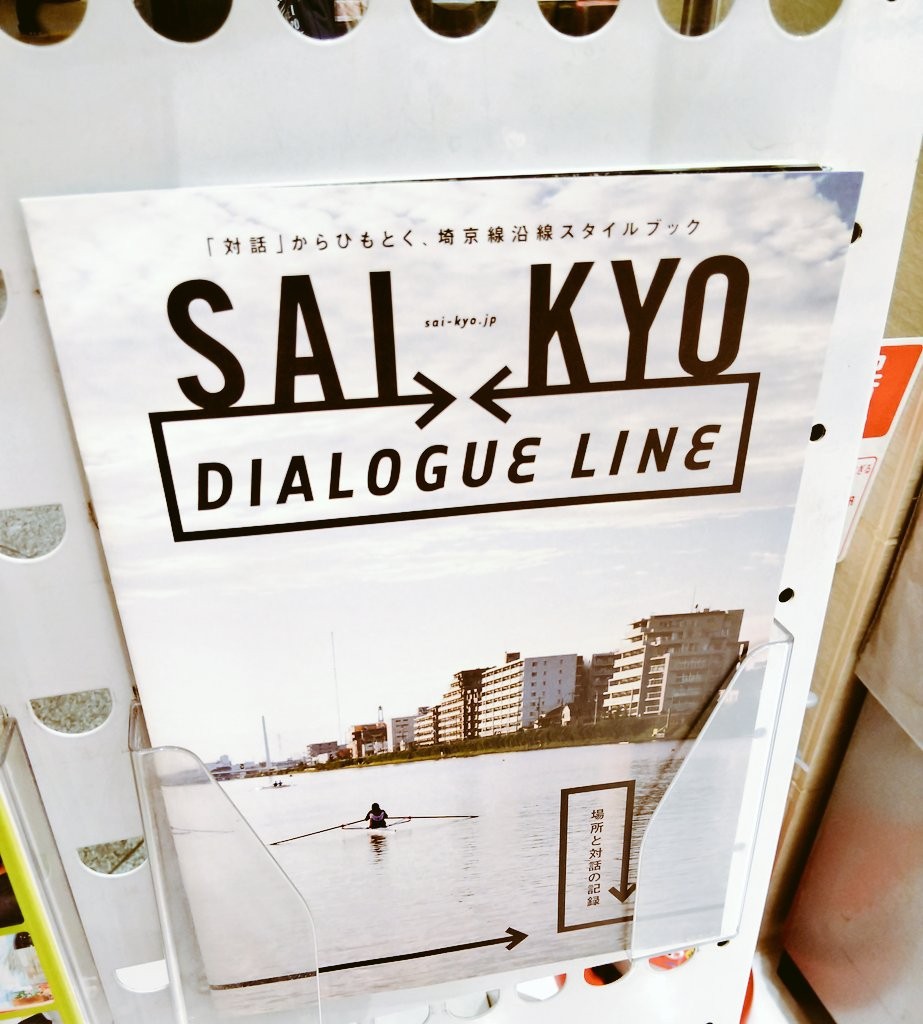 「対話」からひもとく、埼京線沿線スタイルブック
SAI KYO
sai-kyo.jp
DIALOGUE LINE
場所と対話の記録